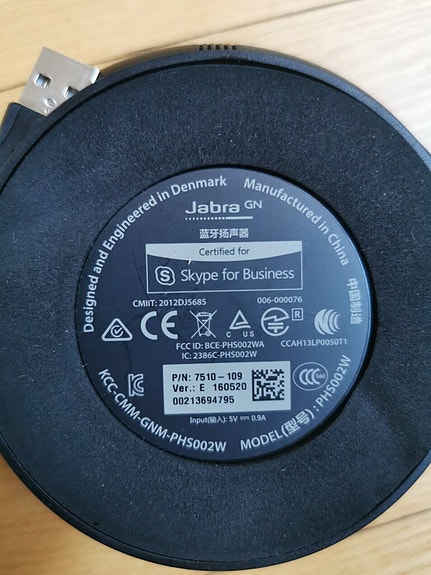 Designed and Engineered in Denmark
Manufactured in China
Jabra GN
蓝牙扬声器
Certified for
S Skype for Business
中国制造
CMIIT: 2012DJ5685
006-000076
CE
C US
R
FCC ID: BCE-PHS002WA
CCAH13LP0050T1
IC: 2386C-PHS002W
P/N: 7510-109
Ver.: E 160520
00213694795
CCC
Input(输入): 5V 0.9A
KCC-CMM-GNM-PHS002W
MODEL(型号): PHS002W